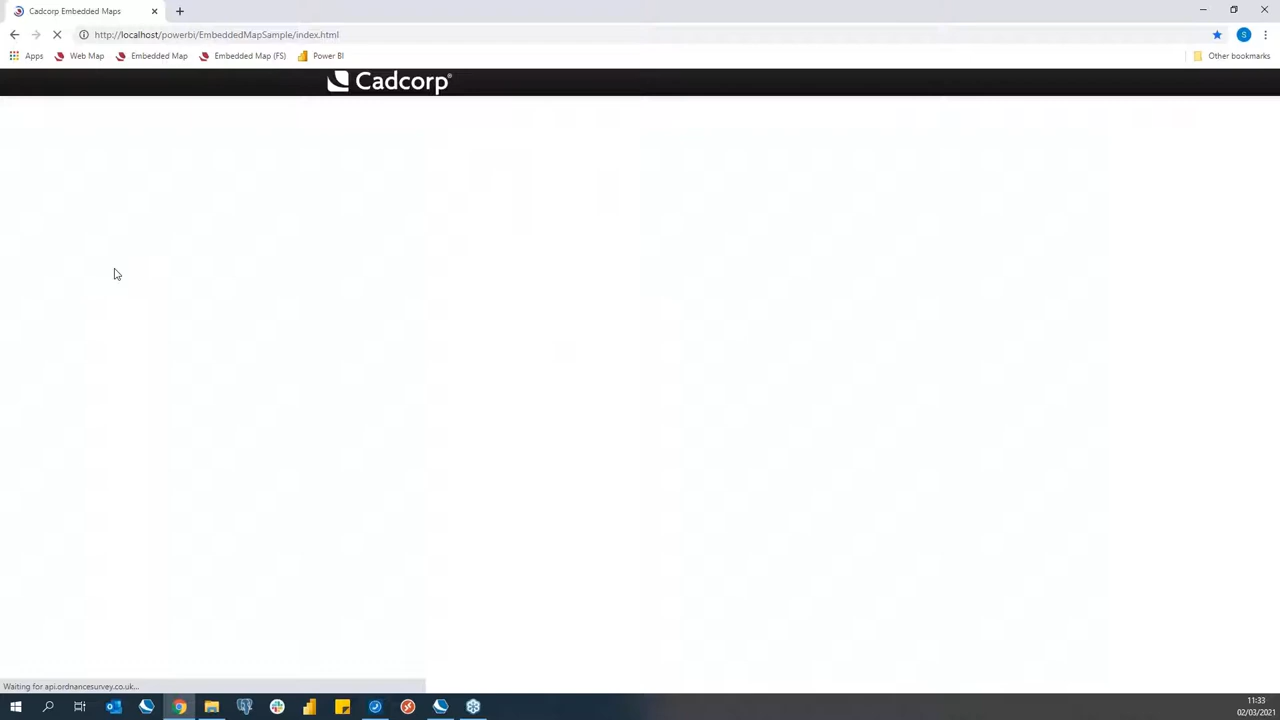 Cadcorp Embedded Maps
http://localhost/powerbi/EmbeddedMapSample/index.html
S
Apps
Web Map
Embedded Map
Embedded Map (FS)
Power BI
Other bookmarks
Cadcorp®
Waiting for api.ordnancesurvey.co.uk...
11:33
02/03/2021